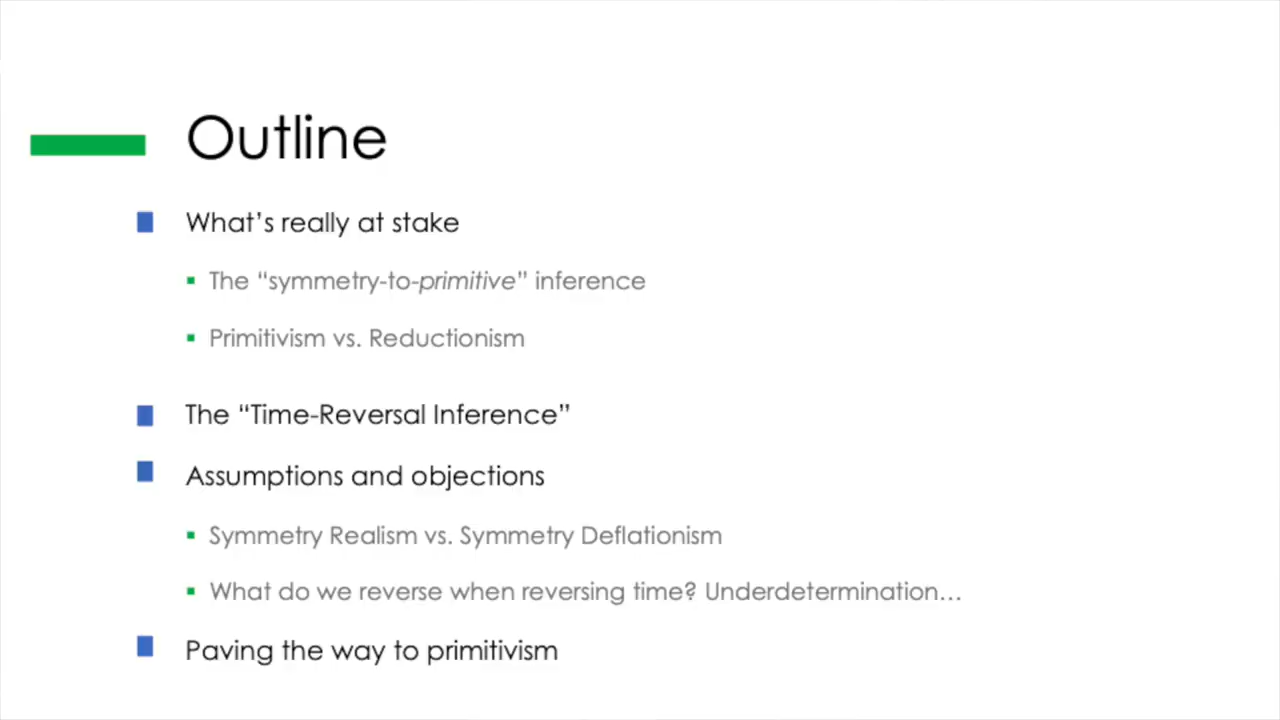 Outline
What’s really at stake
The “symmetry-to-primitive” inference
Primitivism vs. Reductionism
The “Time-Reversal Inference”
Assumptions and objections
Symmetry Realism vs. Symmetry Deflationism
What do we reverse when reversing time? Underdetermination…
Paving the way to primitivism